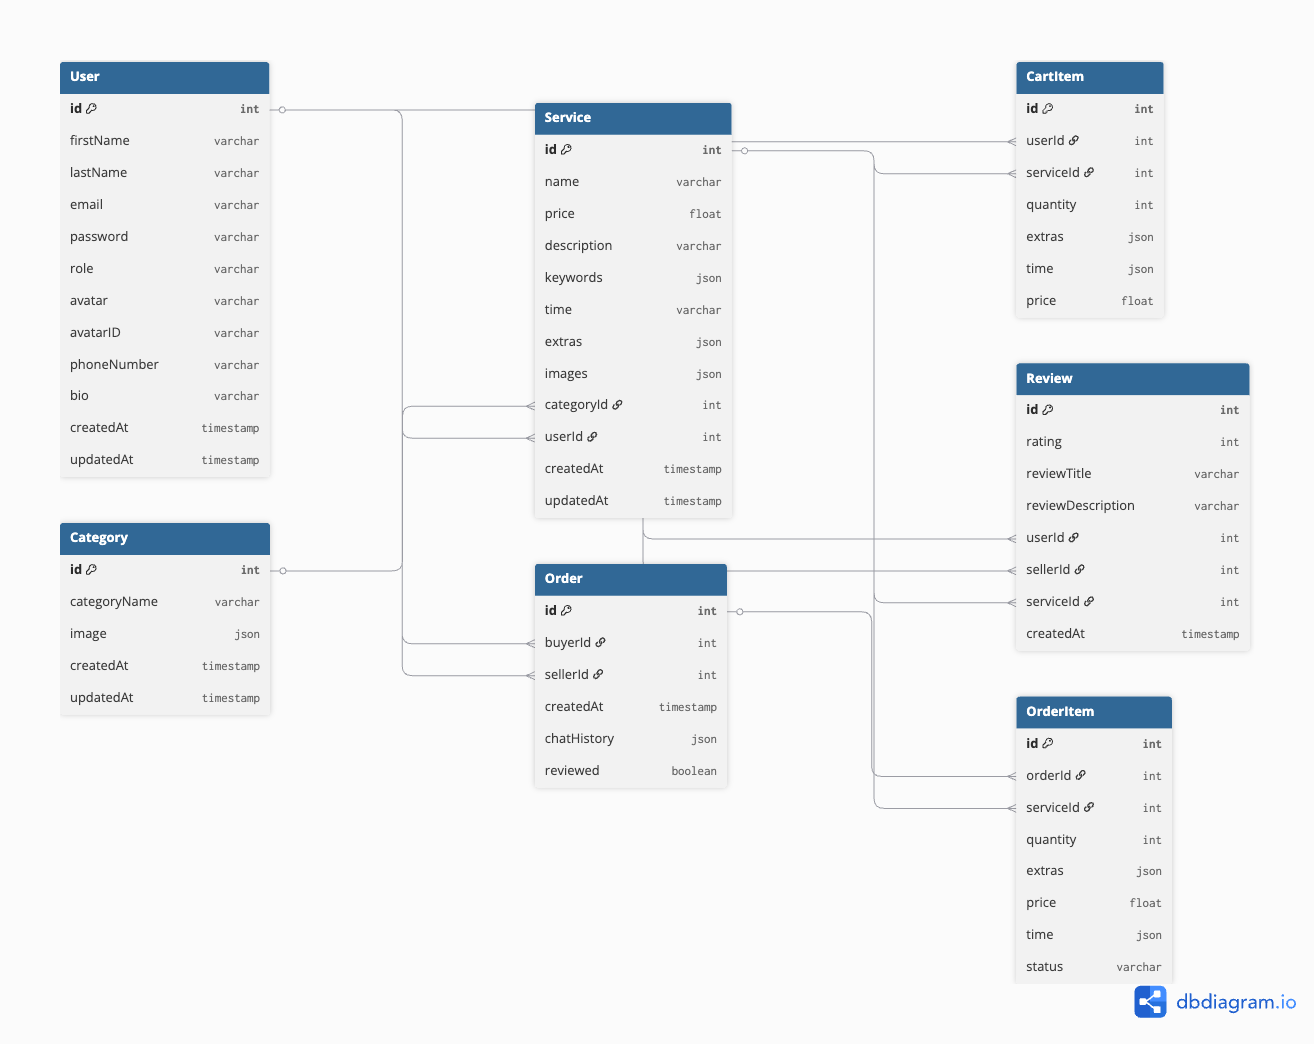 User
id int
firstName varchar
lastName varchar
email varchar
password varchar
role varchar
avatar varchar
avatarID varchar
phoneNumber varchar
bio varchar
createdAt timestamp
updatedAt timestamp
Category
id int
categoryName varchar
image json
createdAt timestamp
updatedAt timestamp
Service
id int
name varchar
price float
description varchar
keywords json
time varchar
extras json
images json
categoryId int
userId int
createdAt timestamp
updatedAt timestamp
Order
id int
buyerId int
sellerId int
createdAt timestamp
chatHistory json
reviewed boolean
CartItem
id int
userId int
serviceId int
quantity int
extras json
time json
price float
Review
id int
rating int
reviewTitle varchar
reviewDescription varchar
userId int
sellerId int
serviceId int
createdAt timestamp
OrderItem
id int
orderId int
serviceId int
quantity int
extras json
price float
time json
status varchar
dbdiagram.io